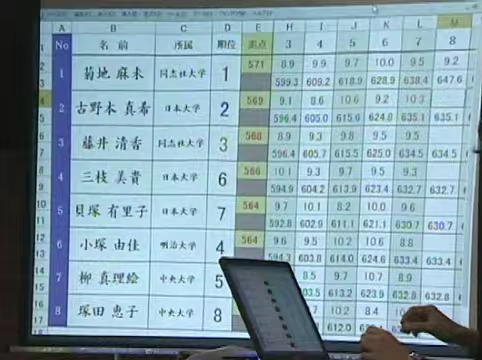 A B C D E H I J K L M
No 名前 所属 順位 素点 3 4 5 6 7 8
1 菊地 麻未 同志社大学 1 571 8.9 9.9 9.7 10.0 9.5 9.2
599.3 609.2 618.9 628.9 638.4 647.6
2 古野本 真希 日本大学 2 569 9.1 8.6 10.6 9.2 10.3
596.4 605.0 615.6 624.8 635.1 635.1
3 藤井 清香 同志社大学 3 568 8.9 9.3 9.8 9.5 9.5
596.4 605.7 615.5 625.0 634.5 634.5
4 三枝 美貴 日本大学 6 566 10.1 9.3 9.7 9.5 9.3
594.9 604.2 613.9 623.4 632.7 632.7
5 貝塚 有里子 日本大学 7 564 9.7 10.1 8.2 10.0 9.6
592.8 602.9 611.1 621.1 630.7 630.7
6 小塚 由佳 明治大学 4 564 9.6 9.5 10.2 10.6 8.8
594.3 603.8 614.0 624.6 633.4 633.4
7 柳 真理絵 中央大学 5 8.5 9.7 10.7 8.9
03.5 613.2 623.9 632.8 632.8
8 塚田 恵子 中央大学 8 10.2 8.4
612.0